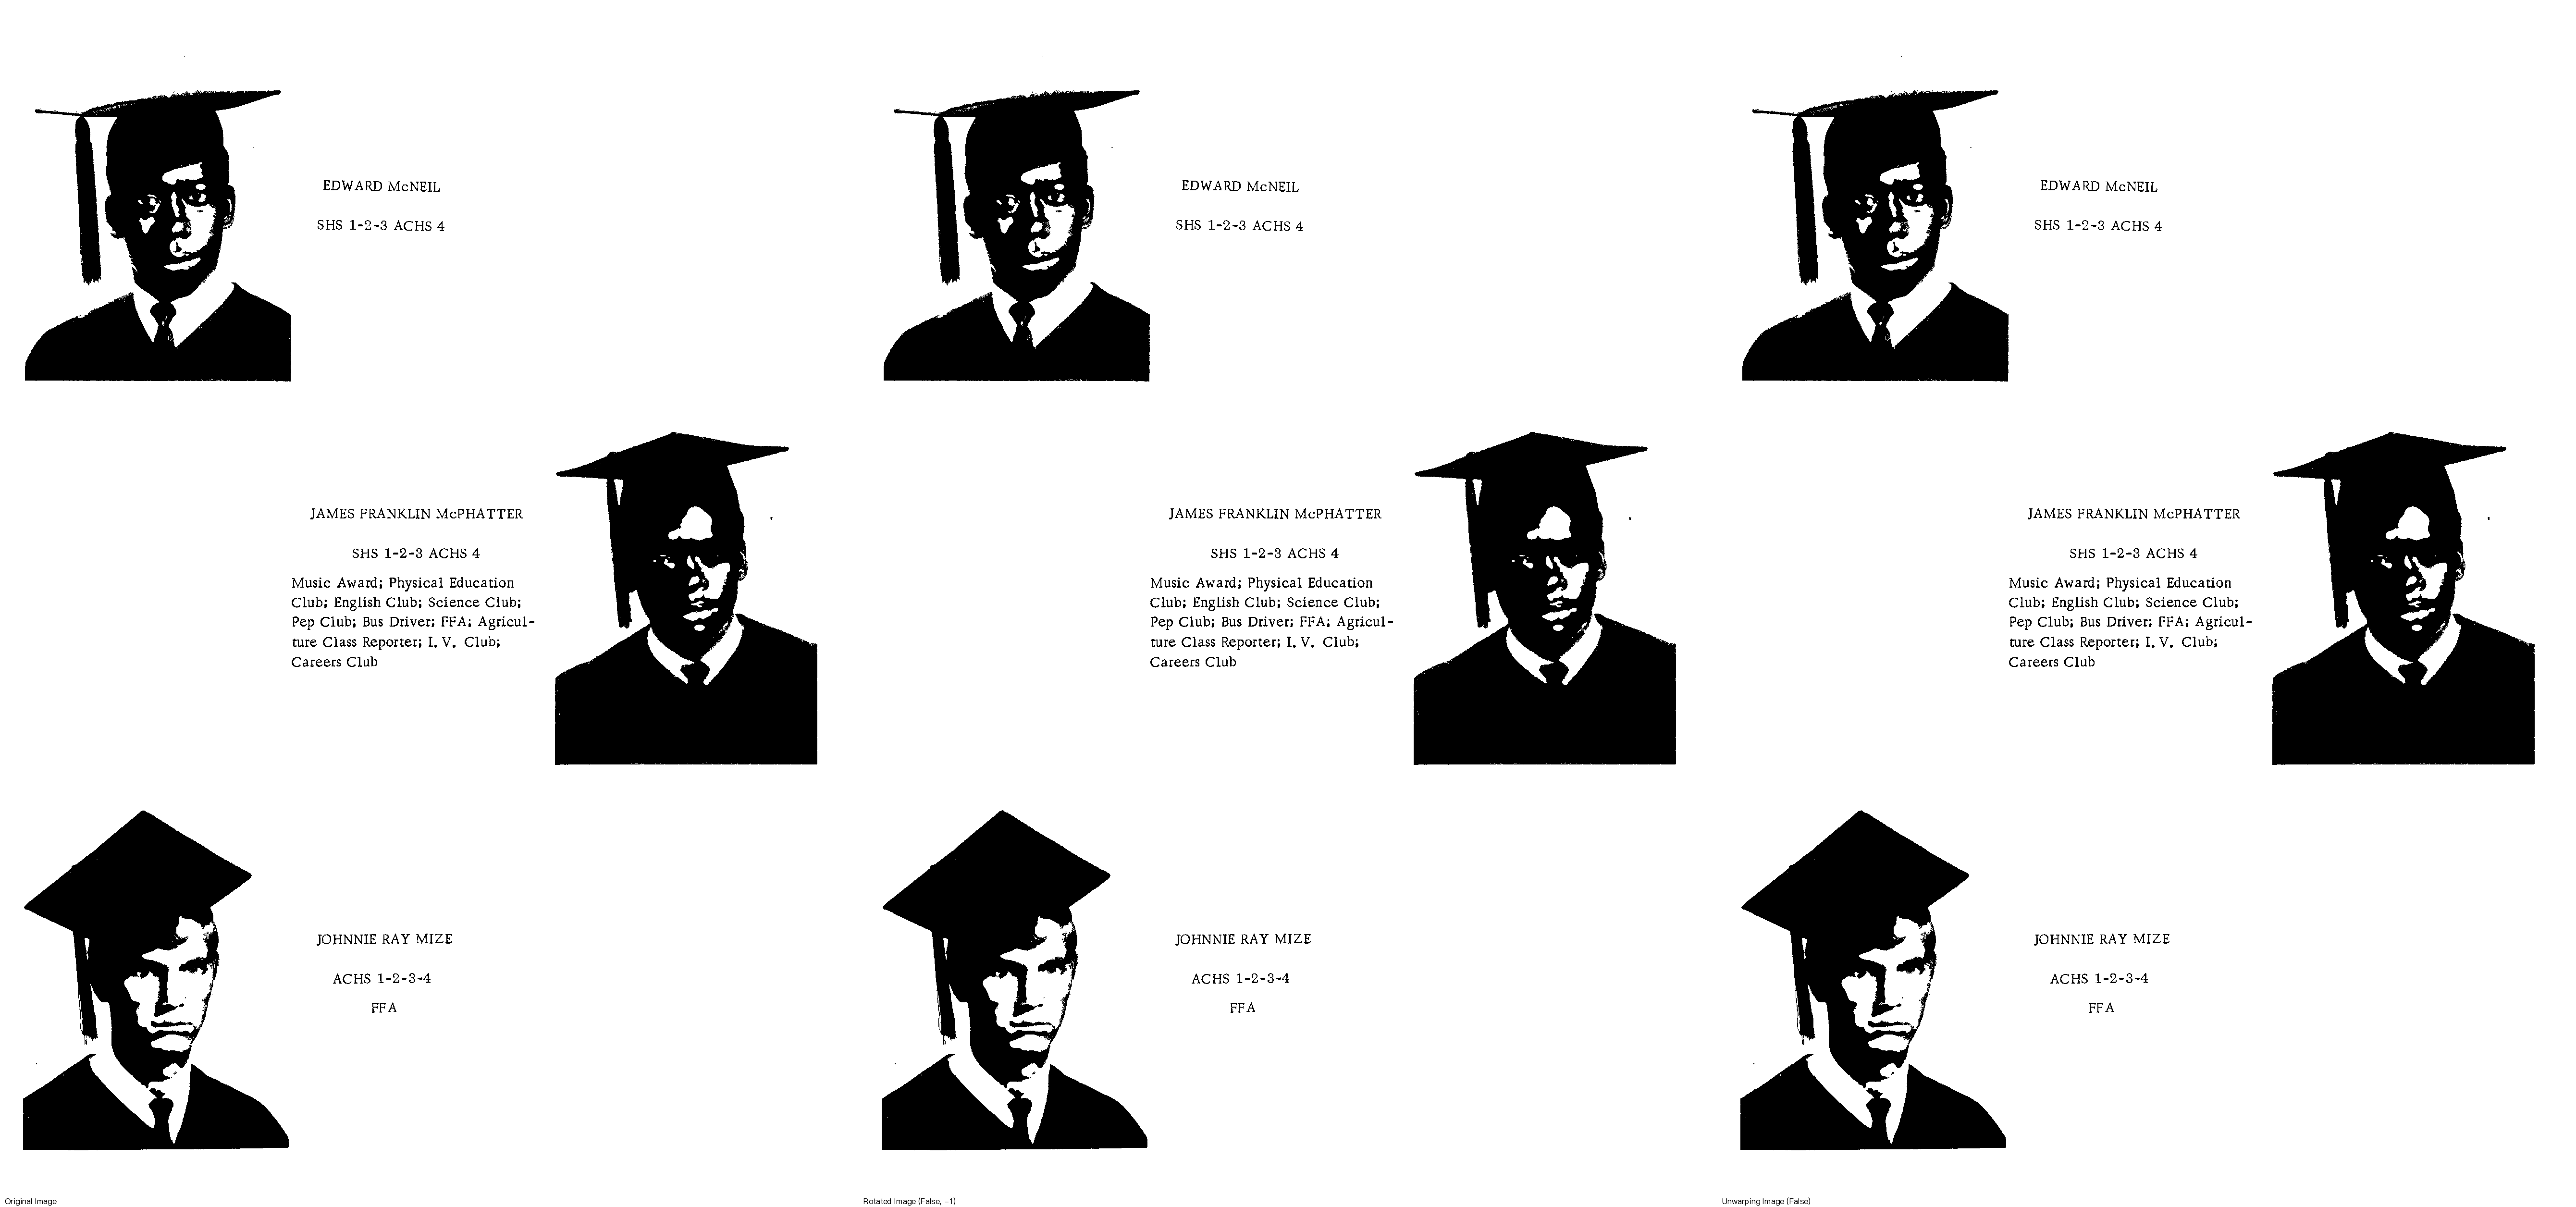 EDWARD McNEIL
SHS 1-2-3 ACHS 4
JAMES FRANKLIN McPHATTER
SHS 1-2-3 ACHS 4
Music Award; Physical Education
Club; English Club; Science Club;
Pep Club; Bus Driver; FFA; Agricul-
ture Class Reporter; I. V. Club;
Careers Club
JOHNNIE RAY MIZE
ACHS 1-2-3-4
FFA
Original Image
EDWARD McNEIL
SHS 1-2-3 ACHS 4
JAMES FRANKLIN McPHATTER
SHS 1-2-3 ACHS 4
Music Award; Physical Education
Club; English Club; Science Club;
Pep Club; Bus Driver; FFA; Agricul-
ture Class Reporter; I. V. Club;
Careers Club
JOHNNIE RAY MIZE
ACHS 1-2-3-4
FFA
Rotated Image (False, -1)
EDWARD McNEIL
SHS 1-2-3 ACHS 4
JAMES FRANKLIN McPHATTER
SHS 1-2-3 ACHS 4
Music Award; Physical Education
Club; English Club; Science Club;
Pep Club; Bus Driver; FFA; Agricul-
ture Class Reporter; I. V. Club;
Careers Club
JOHNNIE RAY MIZE
ACHS 1-2-3-4
FFA
Unwarping Image (False)